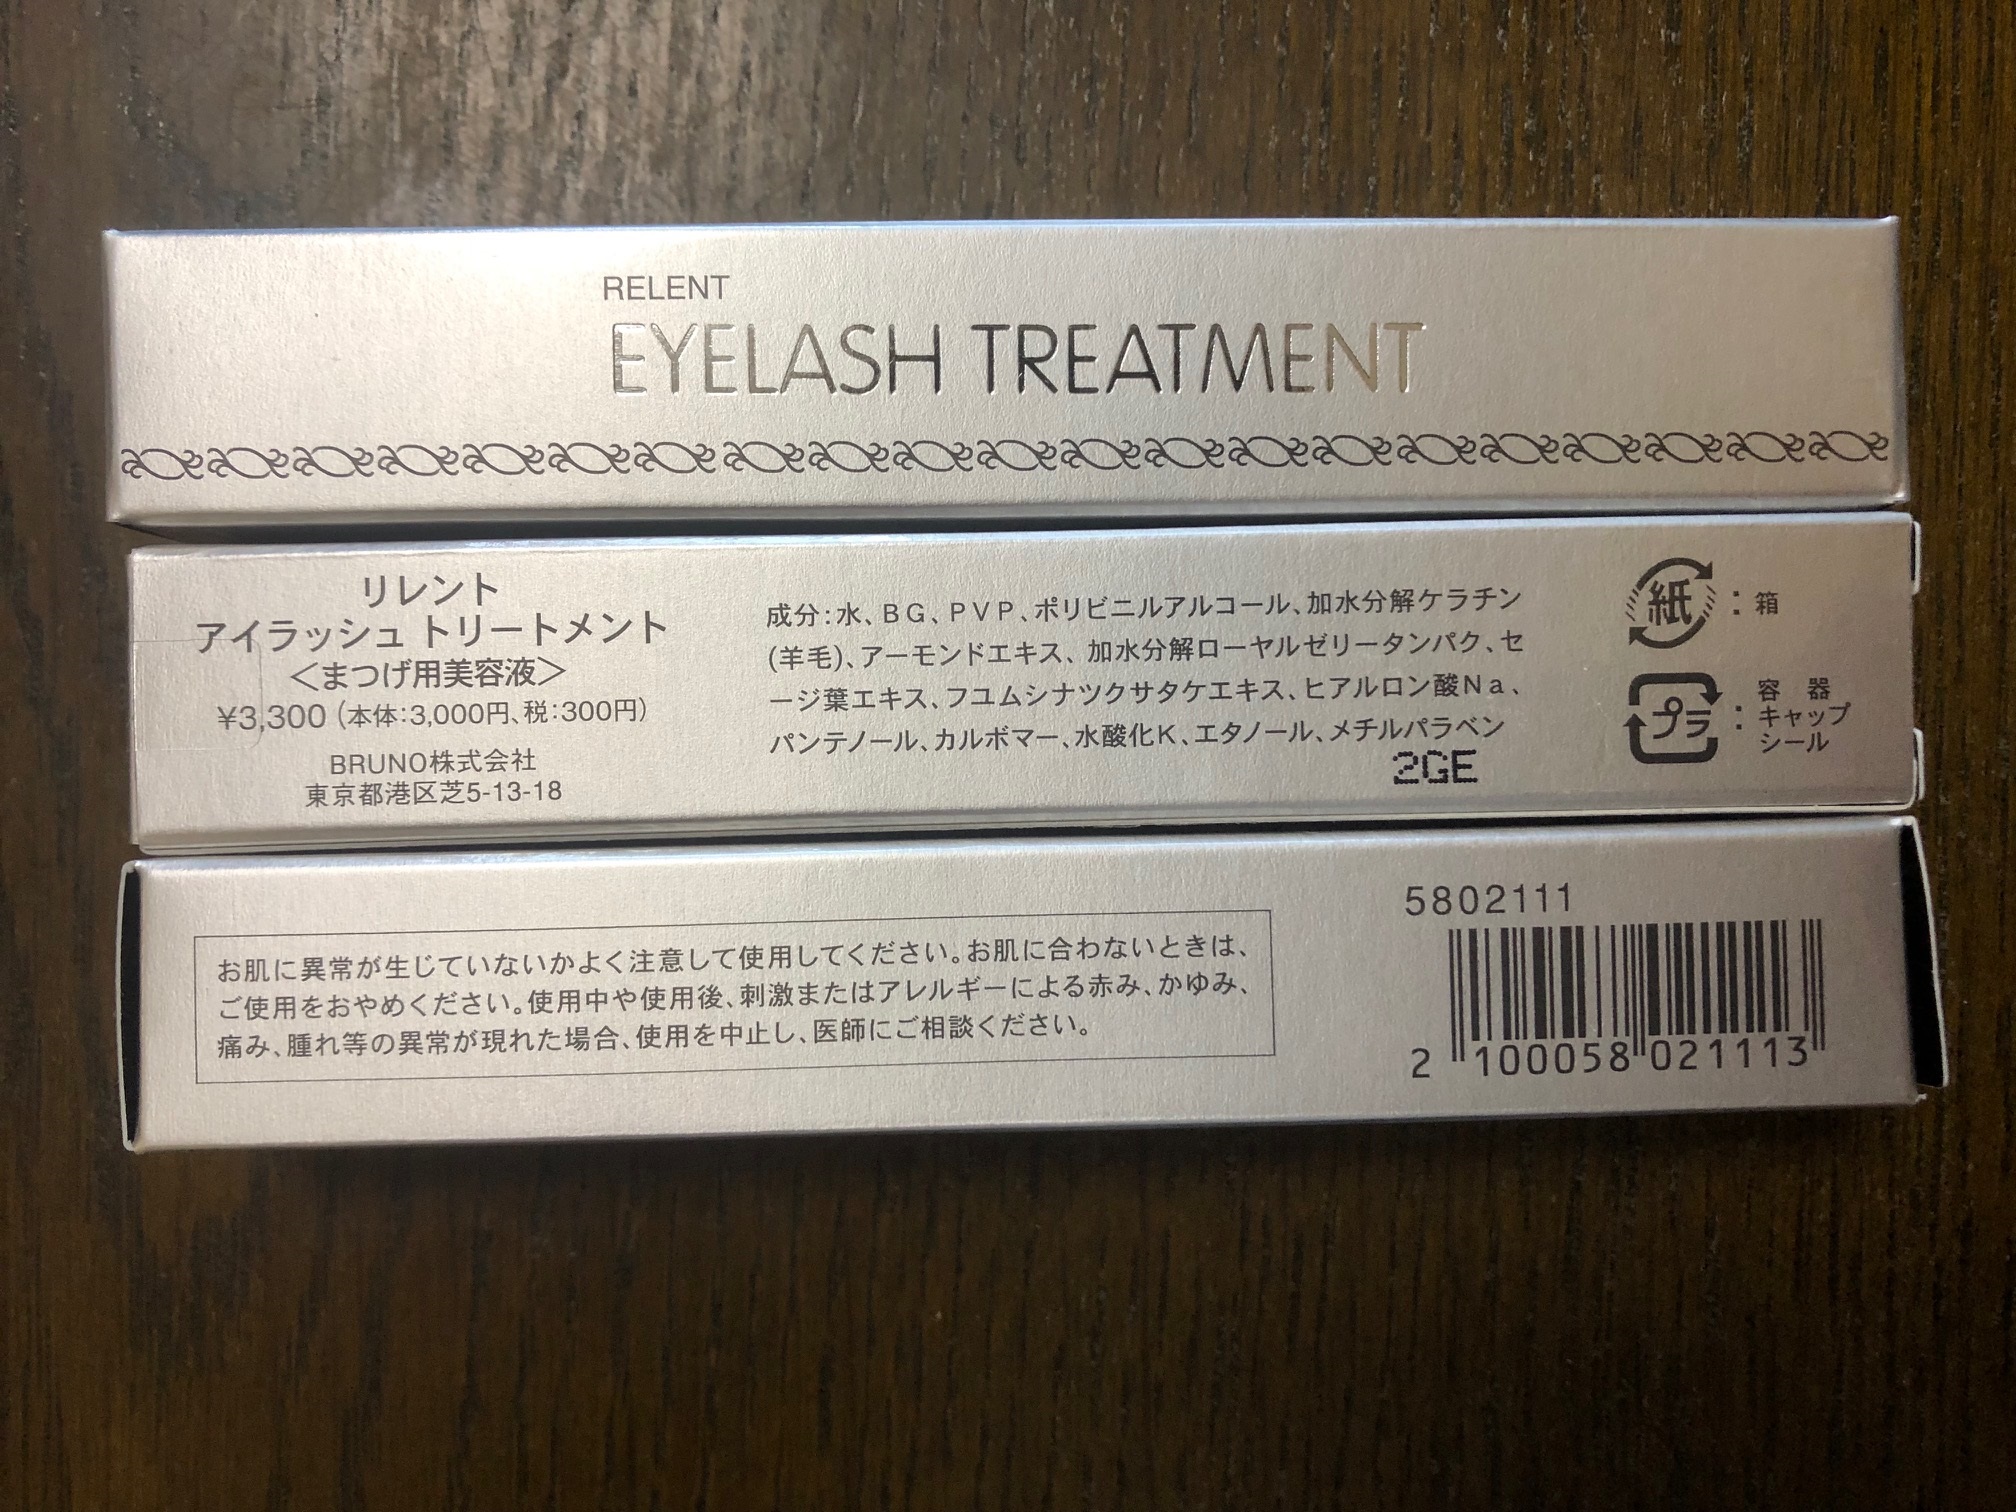 RELENT
EYELASH TREATMENT
リレント
アイラッシュ トリートメント
＜まつげ用美容液＞
¥3,300（本体:3,000円、税:300円）
BRUNO株式会社
東京都港区芝5-13-18
成分:水、BG、PVP、ポリビニルアルコール、加水分解ケラチン
(羊毛)、アーモンドエキス、加水分解ローヤルゼリータンパク、セ
ージ葉エキス、フユムシナツクサタケエキス、ヒアルロン酸Na、
パンテノール、カルボマー、水酸化K、エタノール、メチルパラベン
2GE
紙:箱
プラ:容器
キャップ
シール
お肌に異常が生じていないかよく注意して使用してください。お肌に合わないときは、
ご使用をおやめください。使用中や使用後、刺激またはアレルギーによる赤み、かゆみ、
痛み、腫れ等の異常が現れた場合、使用を中止し、医師にご相談ください。
5802111
2 100058 021113